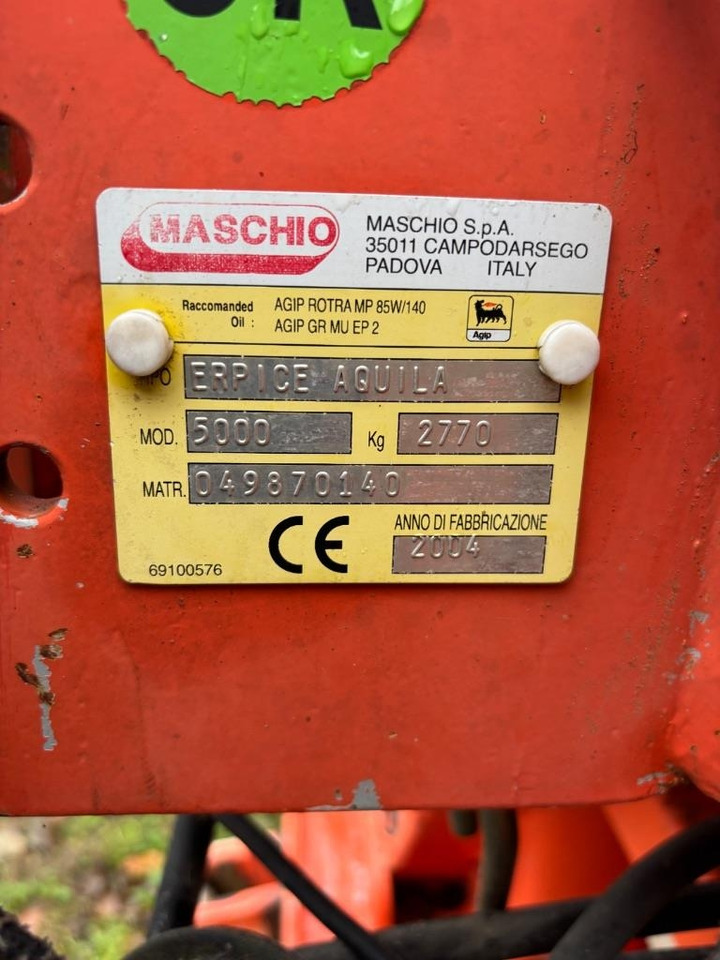 MASCHIO
MASCHIO S.p.A.
35011 CAMPODARSEGO
PADOVA ITALY
Raccomanded Oil :
AGIP ROTRA MP 85W/140
AGIP GR MU EP 2
Agip
ERPICE AQUILA
MOD. 5000 Kg 2770
MATR. 049870140
CE
ANNO DI FABBRICAZIONE
2004
69100576